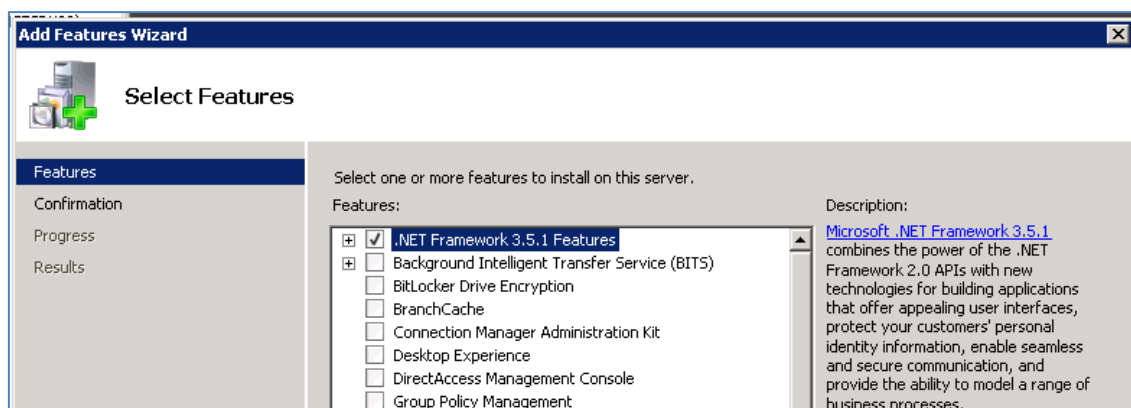 Add Features Wizard
Select Features
Features
Confirmation
Progress
Results
Select one or more features to install on this server.
Features:
.NET Framework 3.5.1 Features
Background Intelligent Transfer Service (BITS)
BitLocker Drive Encryption
BranchCache
Connection Manager Administration Kit
Desktop Experience
DirectAccess Management Console
Group Policy Management
Description:
Microsoft .NET Framework 3.5.1
combines the power of the .NET
Framework 2.0 APIs with new
technologies for building applications
that offer appealing user interfaces,
protect your customers' personal
identity information, enable seamless
and secure communication, and
provide the ability to model a range of
business processes.